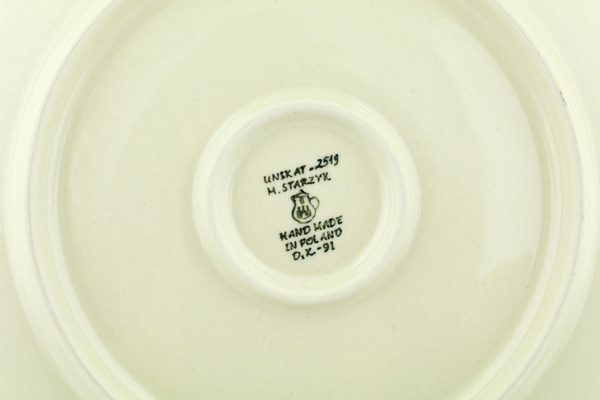 UNIKAT-2519
M. STARZYK
HAND MADE
IN POLAND
D.K.-91